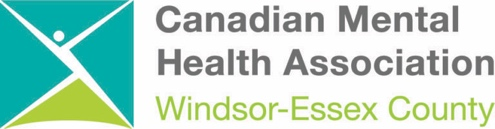 Canadian Mental
Health Association
Windsor-Essex County